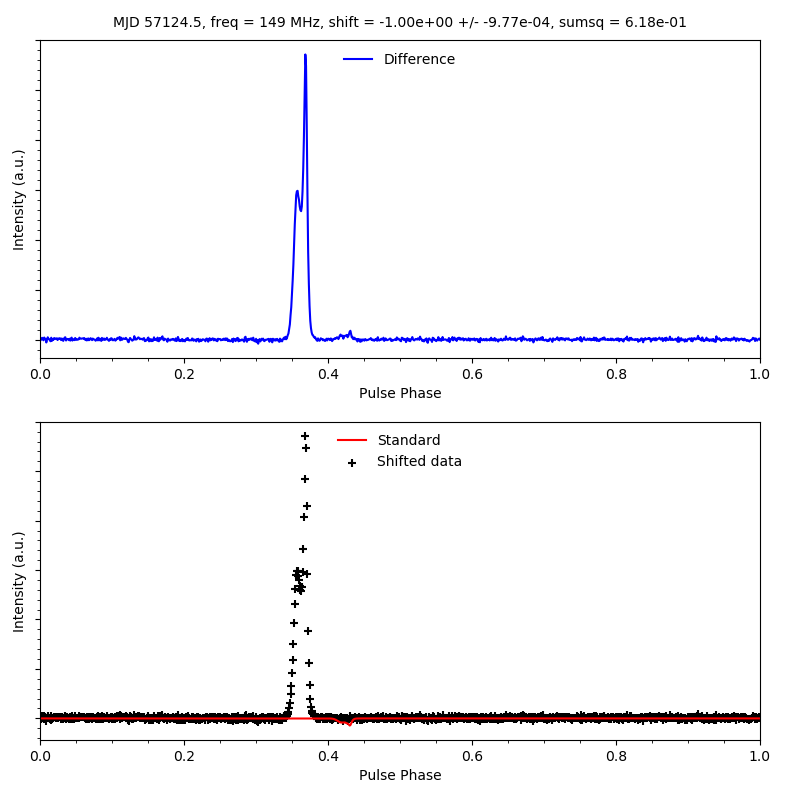 MJD 57124.5, freq = 149 MHz, shift = -1.00e+00 +/- -9.77e-04, sumsq = 6.18e-01
Difference
Intensity (a.u.)
0.0 0.2 0.4 0.6 0.8 1.0
Pulse Phase
Standard
Shifted data
Intensity (a.u.)
0.0 0.2 0.4 0.6 0.8 1.0
Pulse Phase